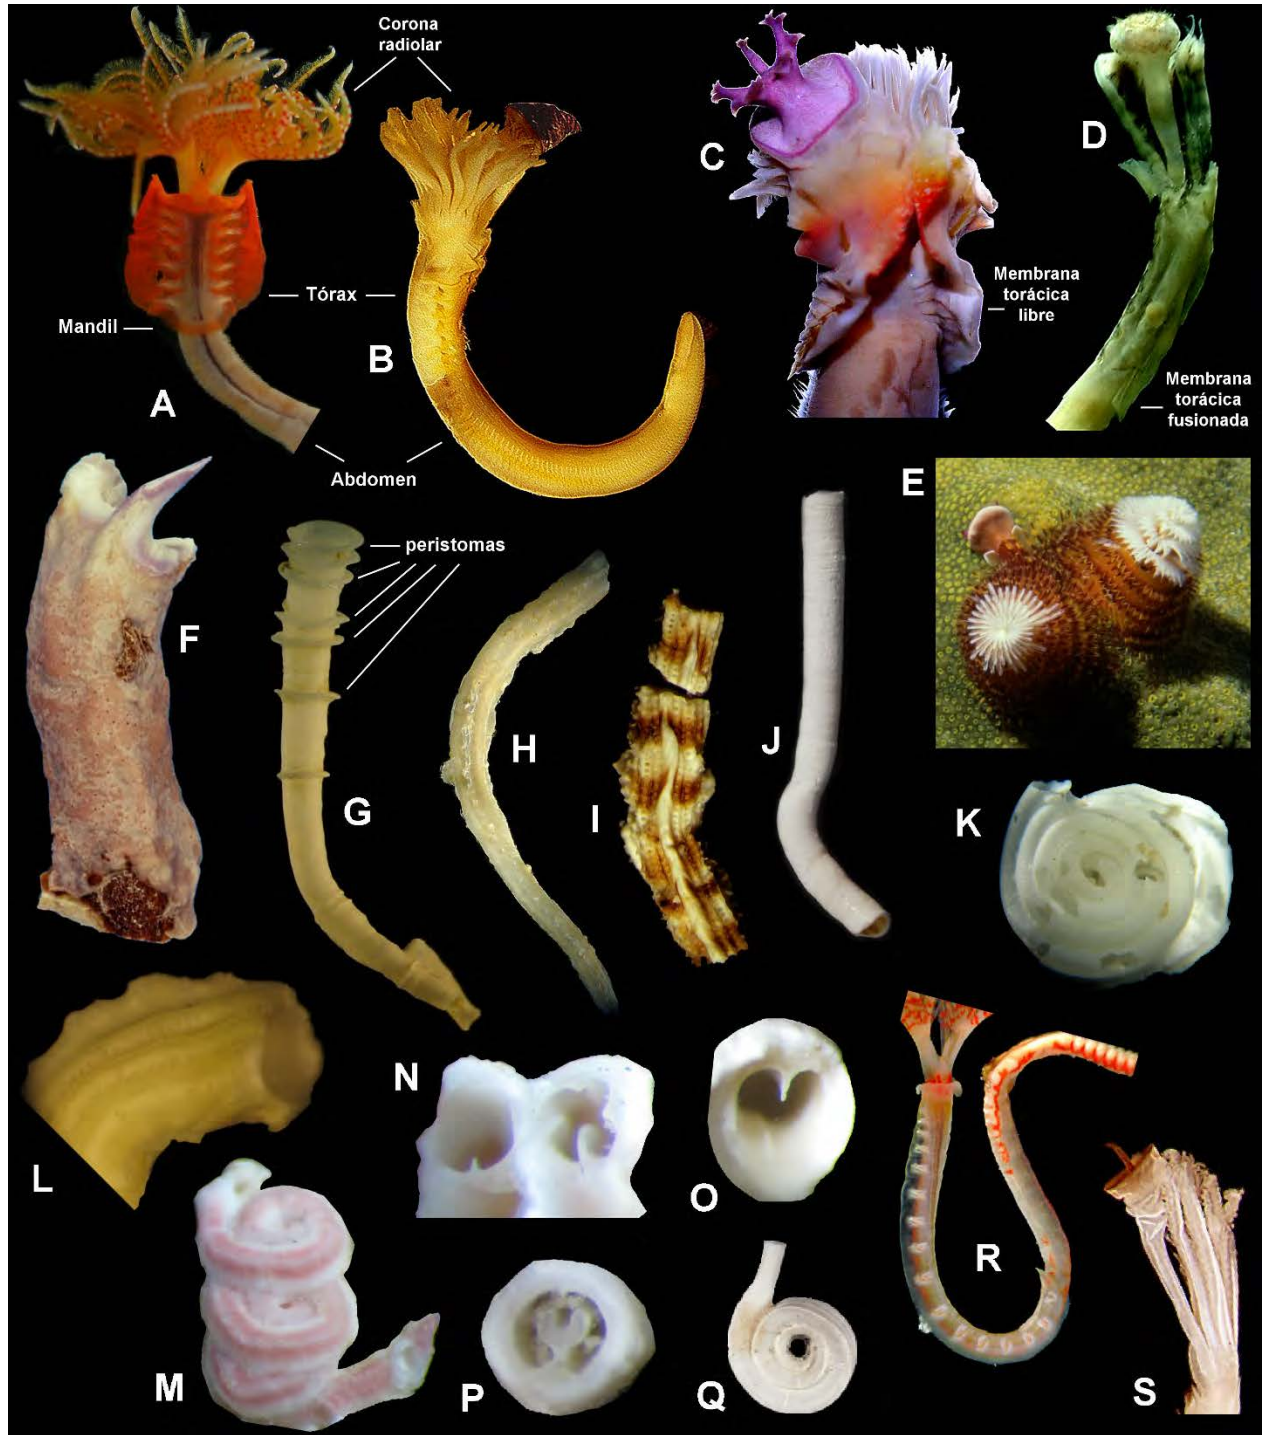 Corona
radiolar
C
D
Tórax
Membrana
torácica
libre
Mandil
B
A
Membrana
torácica
fusionada
Abdomen
E
peristomas
F
H
J
G
I
K
N
L
O
R
M
P
Q
S